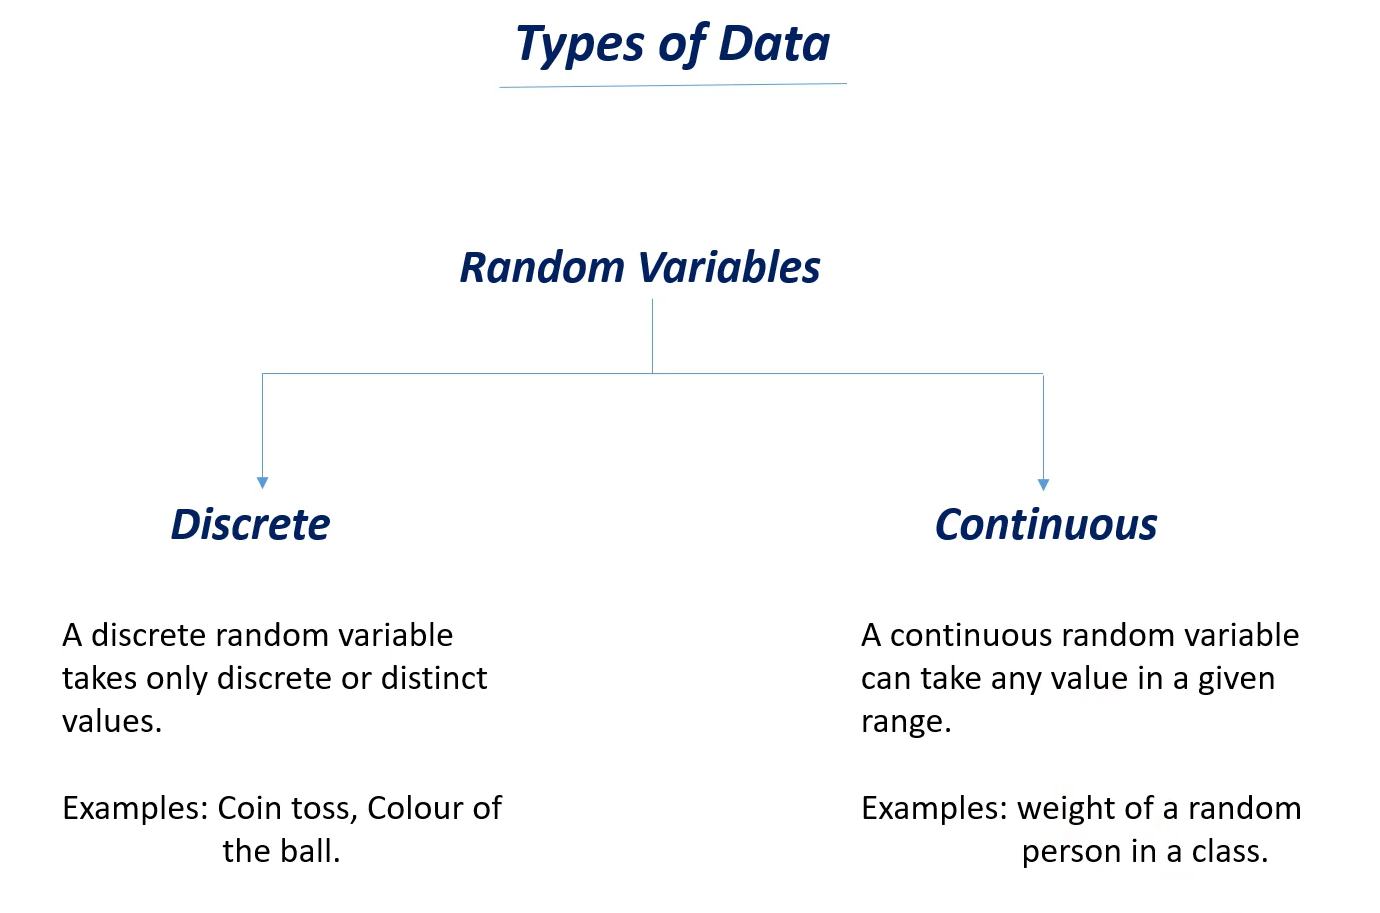 Types of Data
Random Variables
Discrete
A discrete random variable
takes only discrete or distinct
values.
Examples: Coin toss, Colour of
the ball.
Continuous
A continuous random variable
can take any value in a given
range.
Examples: weight of a random
person in a class.